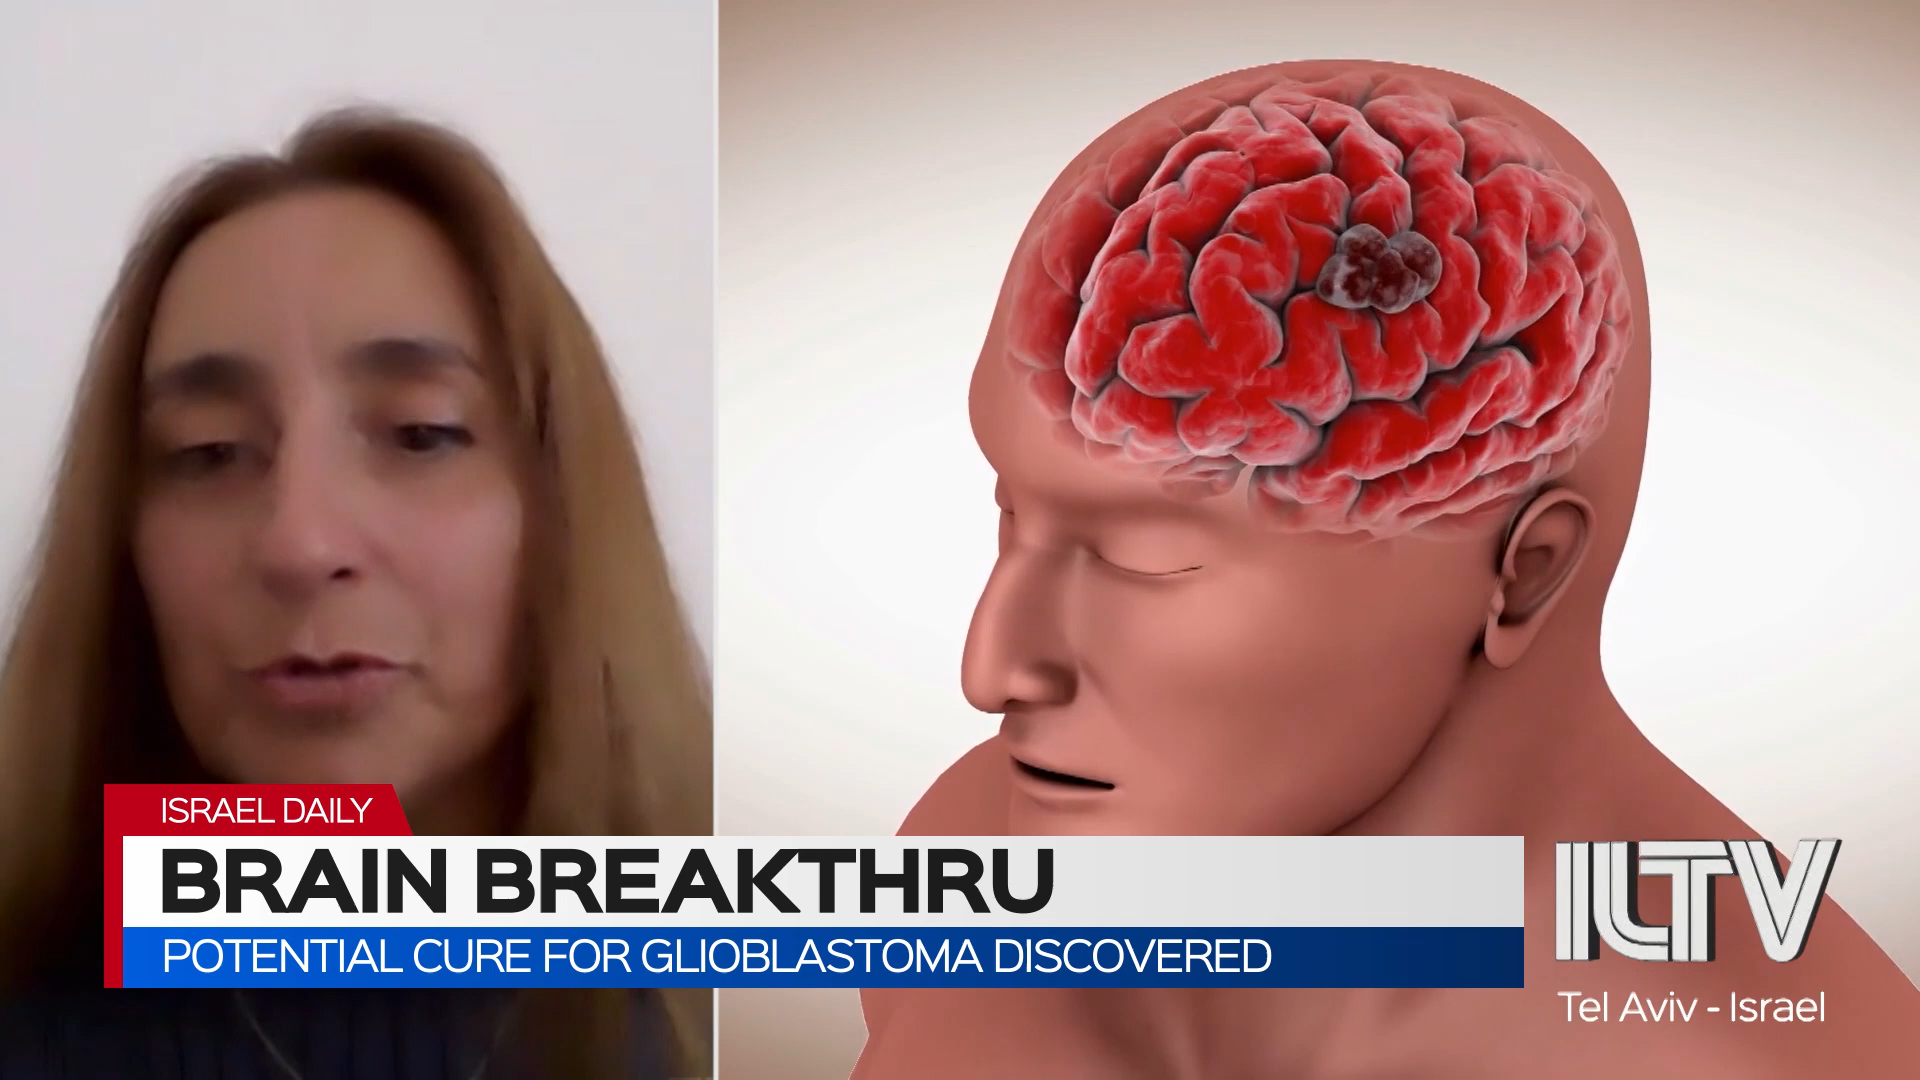 ISRAEL DAILY
BRAIN BREAKTHRU
POTENTIAL CURE FOR GLIOBLASTOMA DISCOVERED
ILTV
Tel Aviv - Israel